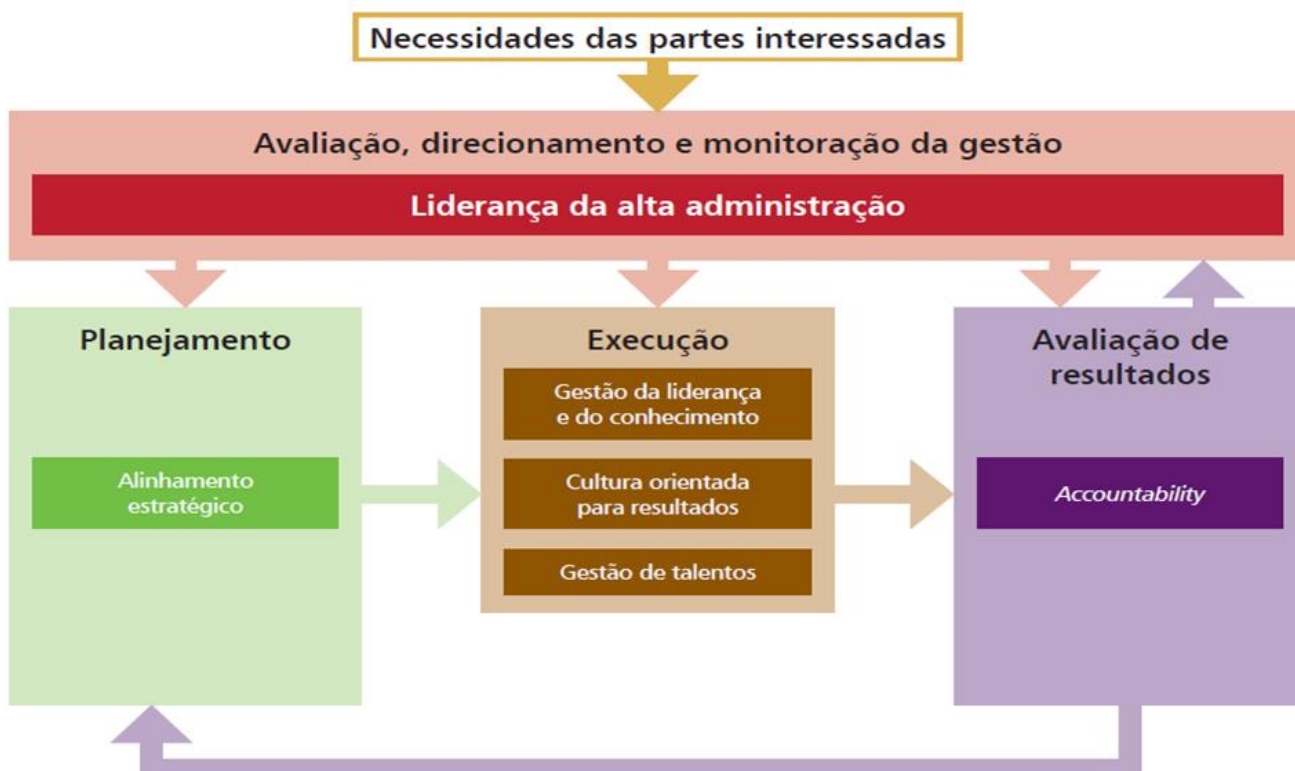 Necessidades das partes interessadas
Avaliação, direcionamento e monitoração da gestão
Liderança da alta administração
Planejamento
Alinhamento
estratégico
Execução
Gestão da liderança
e do conhecimento
Cultura orientada
para resultados
Gestão de talentos
Avaliação de
resultados
Accountability